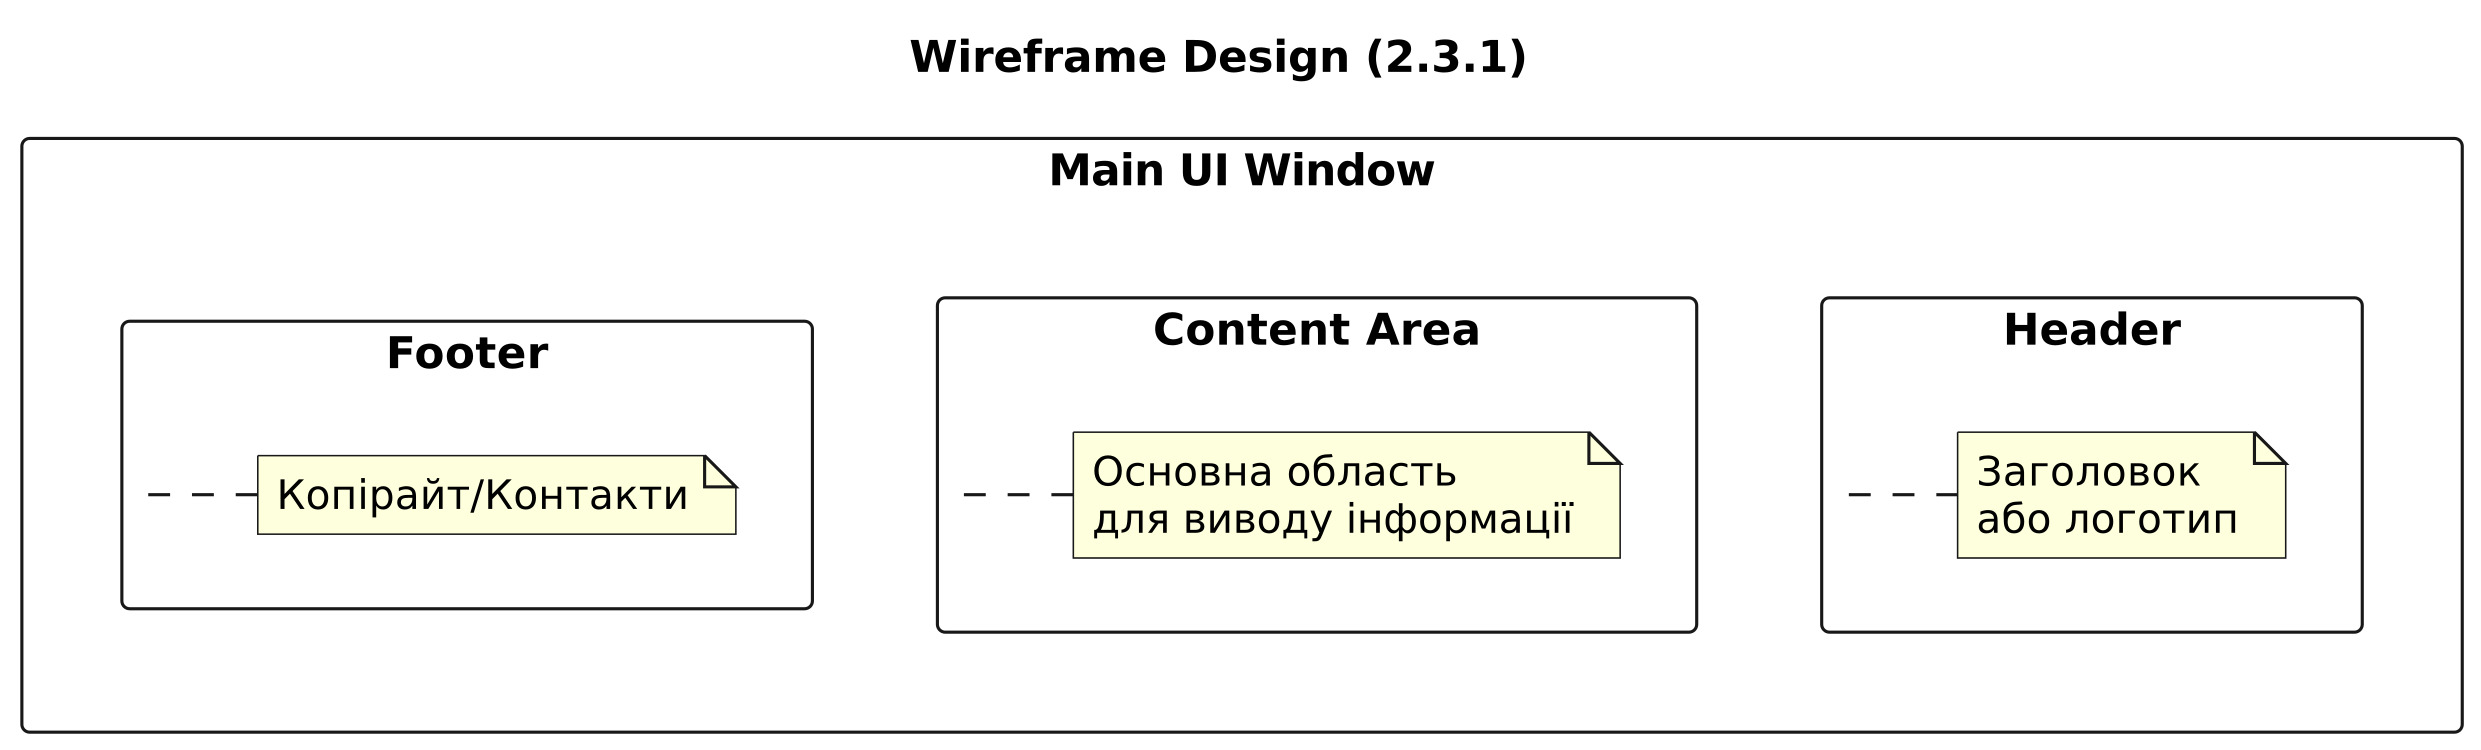 Wireframe Design (2.3.1)
Main UI Window
Footer
Копірайт/Контакти
Content Area
Основна область
для виводу інформації
Header
Заголовок
або логотип